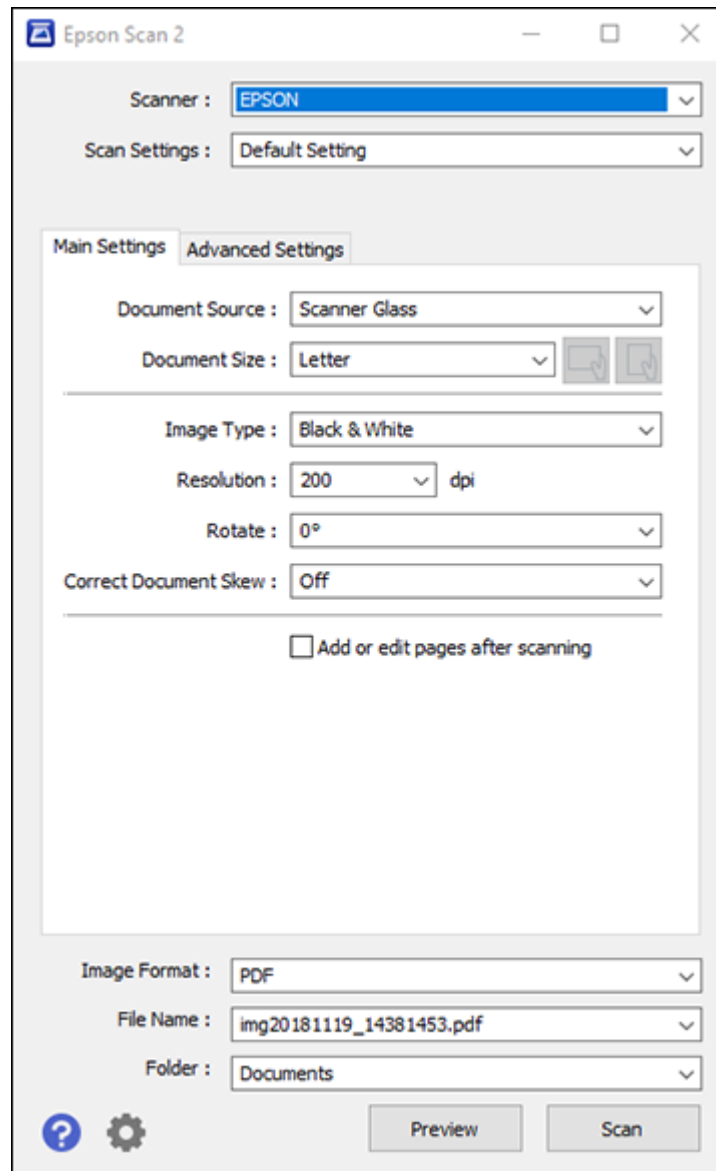 Epson Scan 2
Scanner : EPSON
Scan Settings : Default Setting
Main Settings Advanced Settings
Document Source : Scanner Glass
Document Size : Letter
Image Type : Black & White
Resolution : 200 dpi
Rotate : 0°
Correct Document Skew : Off
Add or edit pages after scanning
Image Format : PDF
File Name : img20181119_14381453.pdf
Folder : Documents
? Preview Scan